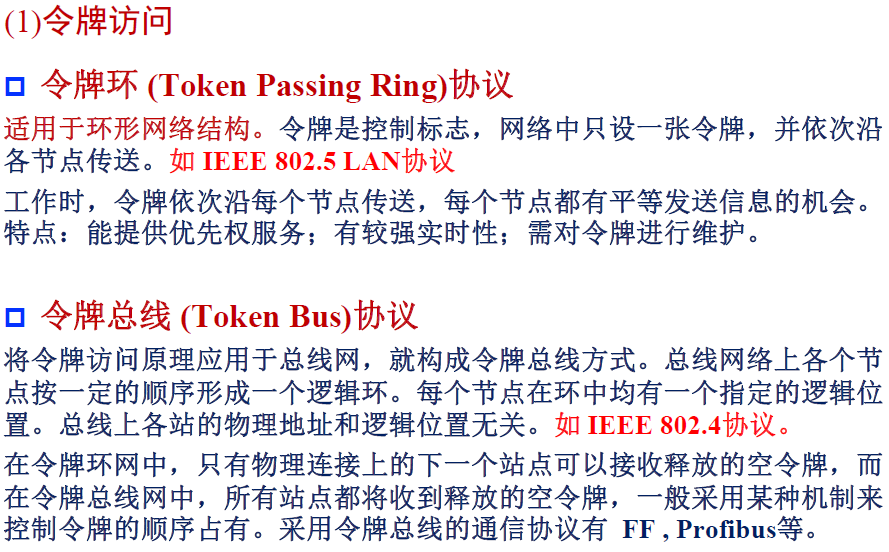 (1)令牌访问
令牌环 (Token Passing Ring)协议
适用于环形网络结构。令牌是控制标志，网络中只设一张令牌，并依次沿
各节点传送。如 IEEE 802.5 LAN协议
工作时，令牌依次沿每个节点传送，每个节点都有平等发送信息的机会。
特点：能提供优先权服务；有较强实时性；需对令牌进行维护。
令牌总线 (Token Bus)协议
将令牌访问原理应用于总线网，就构成令牌总线方式。总线网络上各个节
点按一定的顺序形成一个逻辑环。每个节点在环中均有一个指定的逻辑位
置。总线上各站的物理地址和逻辑位置无关。如 IEEE 802.4协议。
在令牌环网中，只有物理连接上的下一个站点可以接收释放的空令牌，而
在令牌总线网中，所有站点都将收到释放的空令牌，一般采用某种机制来
控制令牌的顺序占有。采用令牌总线的通信协议有 FF , Profibus等。